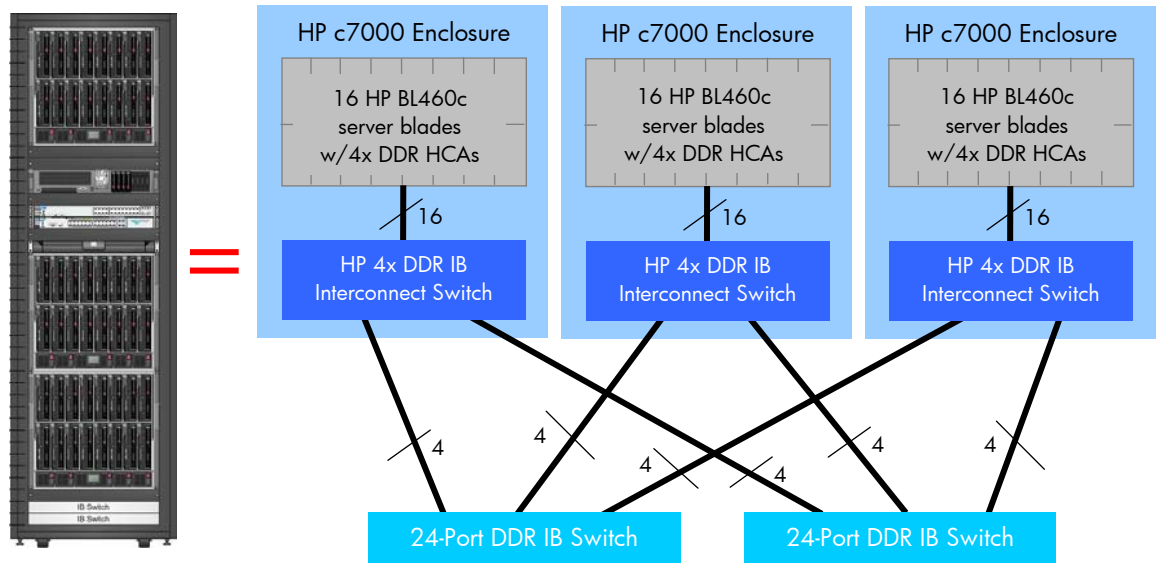 HP c7000 Enclosure
HP c7000 Enclosure
HP c7000 Enclosure
16 HP BL460c
server blades
w/4x DDR HCAs
16 HP BL460c
server blades
w/4x DDR HCAs
16 HP BL460c
server blades
w/4x DDR HCAs
16
16
16
HP 4x DDR IB
Interconnect Switch
HP 4x DDR IB
Interconnect Switch
HP 4x DDR IB
Interconnect Switch
4
4
4
4
4
4
IB Switch
IB Switch
24-Port DDR IB Switch
24-Port DDR IB Switch